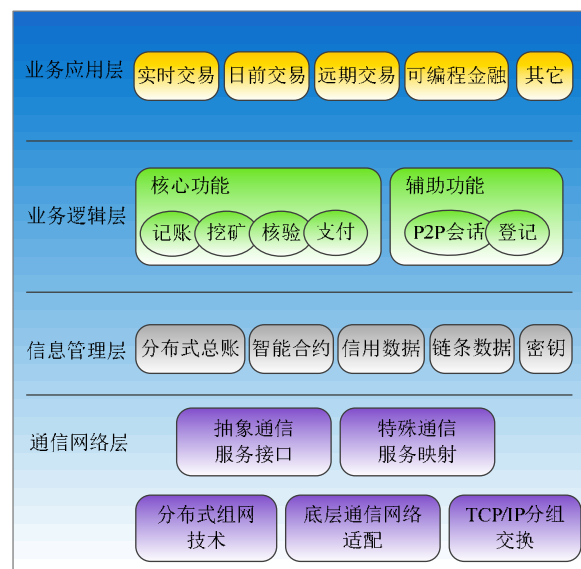 业务应用层
实时交易
日前交易
远期交易
可编程金融
其它
业务逻辑层
核心功能
记账
挖矿
核验
支付
辅助功能
P2P会话
登记
信息管理层
分布式总账
智能合约
信用数据
链条数据
密钥
通信网络层
抽象通信
服务接口
特殊通信
服务映射
分布式组网
技术
底层通信网络
适配
TCP/IP分组
交换